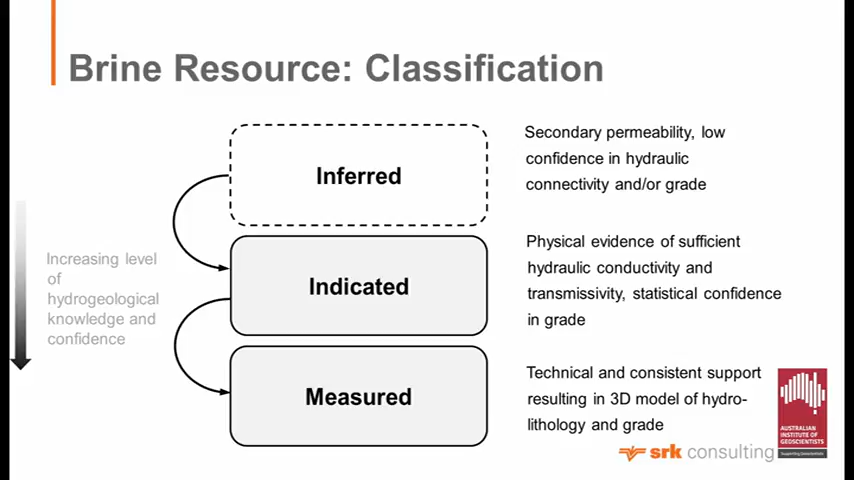 Brine Resource: Classification
Inferred
Secondary permeability, low
confidence in hydraulic
connectivity and/or grade
Increasing level
of
hydrogeological
knowledge and
confidence
Indicated
Physical evidence of sufficient
hydraulic conductivity and
transmissivity, statistical confidence
in grade
Measured
Technical and consistent support
resulting in 3D model of hydro-
lithology and grade
AUSTRALIAN
INSTITUTE OF
GEOSCIENTISTS
srk consulting